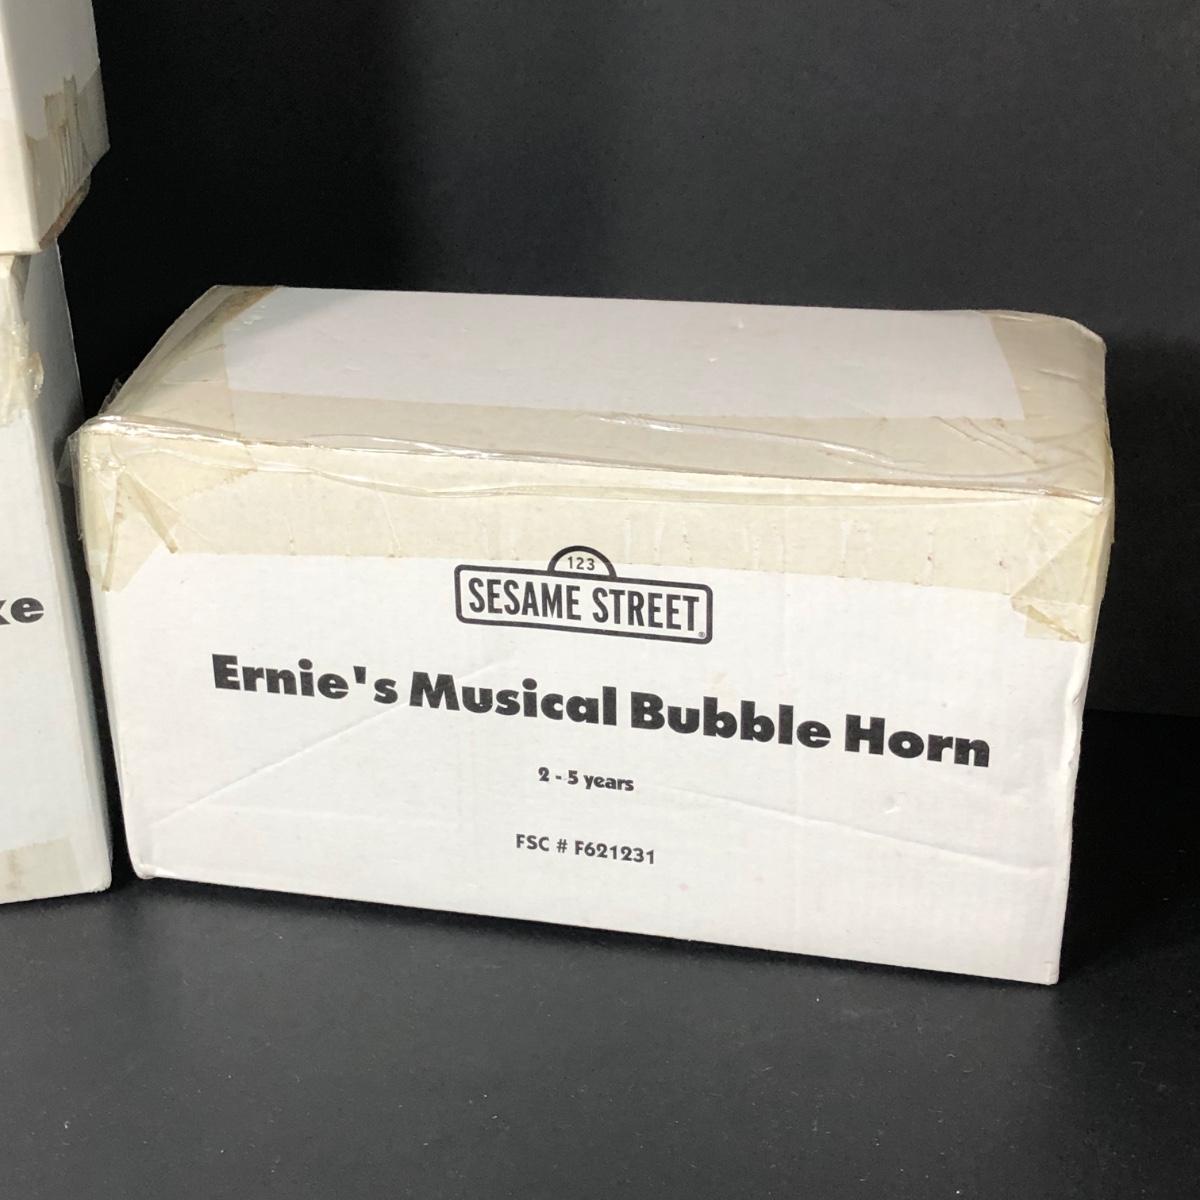 123
SESAME STREET®
Ernie's Musical Bubble Horn
2 - 5 years
FSC # F621231